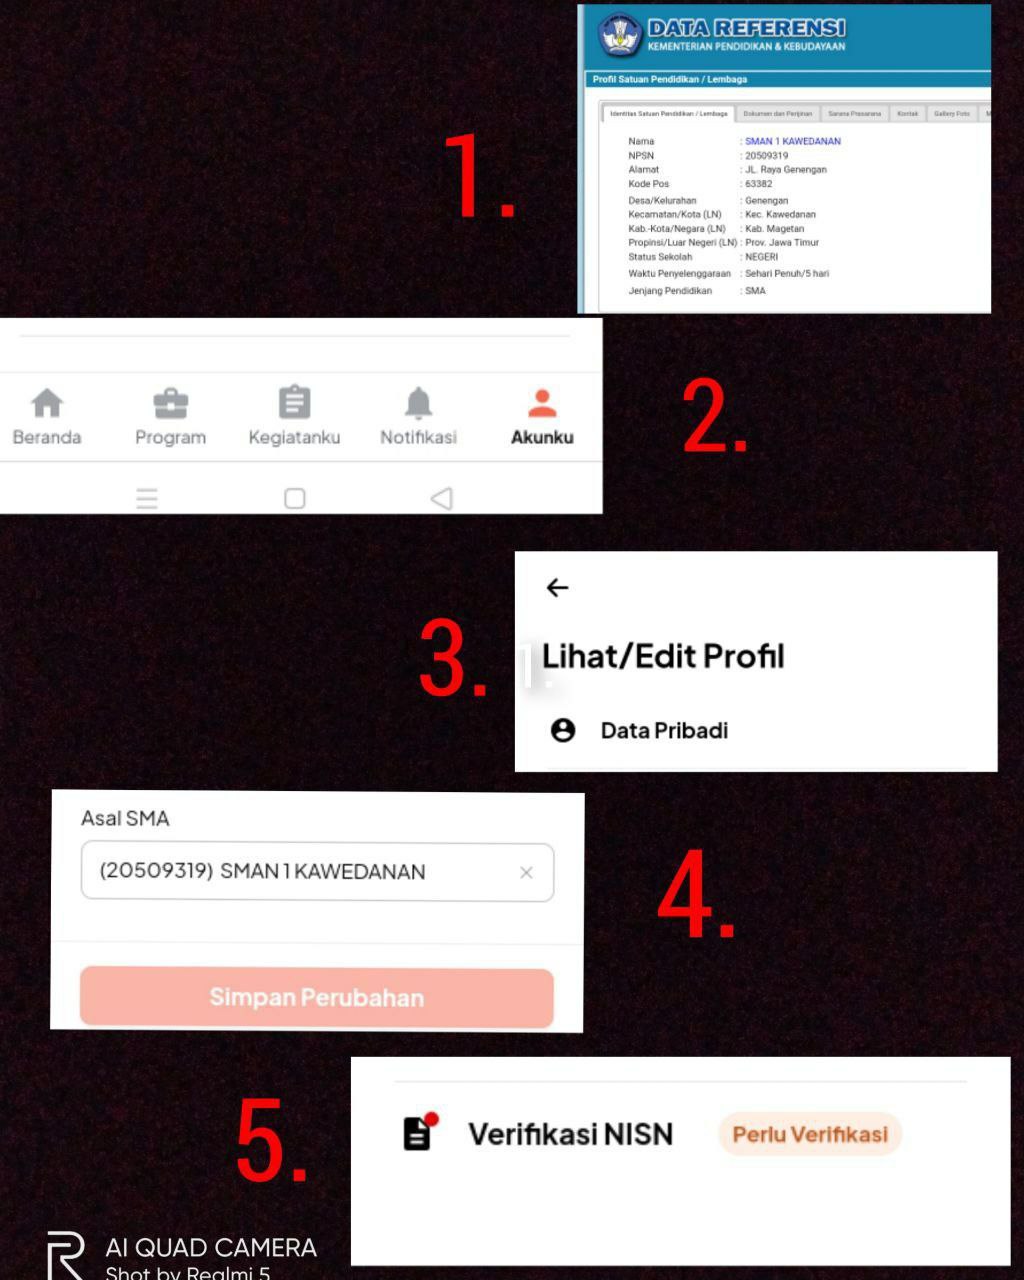 DATA REFERENSI
KEMENTERIAN PENDIDIKAN & KEBUDAYAAN
Profil Satuan Pendidikan / Lembaga
Identitas Satuan Pendidikan / Lembaga Dokumen dan Perijinan Sarana Prasarana Kontak Gallery Foto M
1.
Nama : SMAN 1 KAWEDANAN
NPSN : 20509319
Alamat : JL. Raya Genengan
Kode Pos : 63382
Desa/Kelurahan : Genengan
Kecamatan/Kota (LN) : Kec. Kawedanan
Kab.-Kota/Negara (LN) : Kab. Magetan
Propinsi/Luar Negeri (LN) : Prov. Jawa Timur
Status Sekolah : NEGERI
Waktu Penyelenggaraan : Sehari Penuh/5 hari
Jenjang Pendidikan : SMA
2.
Beranda Program Kegiatanku Notifikasi Akunku
3.
1.
Lihat/Edit Profil
Data Pribadi
4.
Asal SMA
(20509319) SMAN 1 KAWEDANAN
Simpan Perubahan
5.
Verifikasi NISN Perlu Verifikasi
AI QUAD CAMERA
Shot by Realmi 5